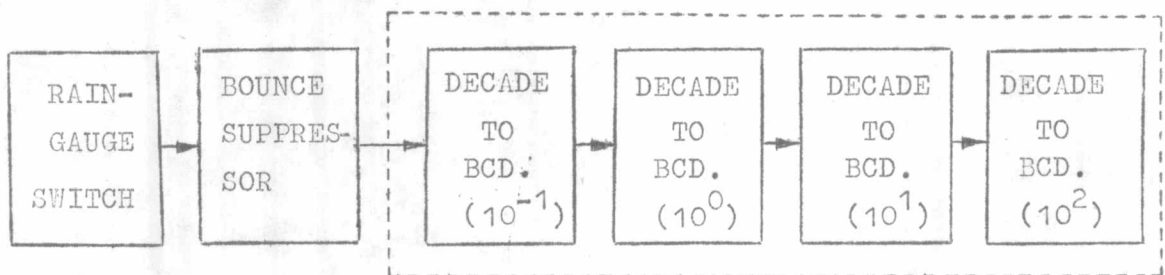 RAIN-
GAUGE
SWITCH
BOUNCE
SUPPRES-
SOR
DECADE
TO
BCD.
(10⁻¹)
DECADE
TO
BCD.
(10⁰)
DECADE
TO
BCD.
(10¹)
DECADE
TO
BCD.
(10²)